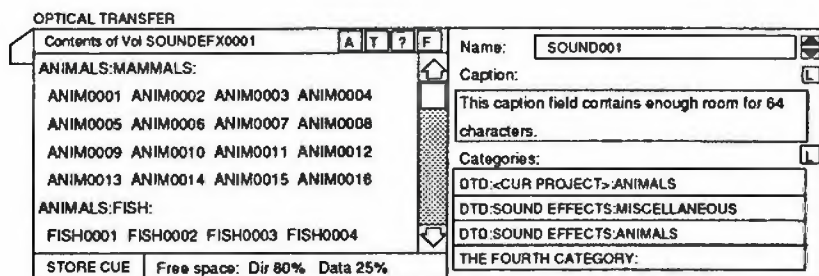 OPTICAL TRANSFER
Contents of Vol SOUNDEFX0001 A T ? F
ANIMALS:MAMMALS:
ANIM0001 ANIM0002 ANIM0003 ANIM0004
ANIM0005 ANIM0006 ANIM0007 ANIM0008
ANIM0009 ANIM0010 ANIM0011 ANIM0012
ANIM0013 ANIM0014 ANIM0015 ANIM0016
ANIMALS:FISH:
FISH0001 FISH0002 FISH0003 FISH0004
STORE CUE Free space: Dir 80% Data 25%
Name: SOUND001
Caption: L
This caption field contains enough room for 64
characters.
Categories: L
DTD:<CUR PROJECT>:ANIMALS
DTD:SOUND EFFECTS:MISCELLANEOUS
DTD:SOUND EFFECTS:ANIMALS
THE FOURTH CATEGORY: